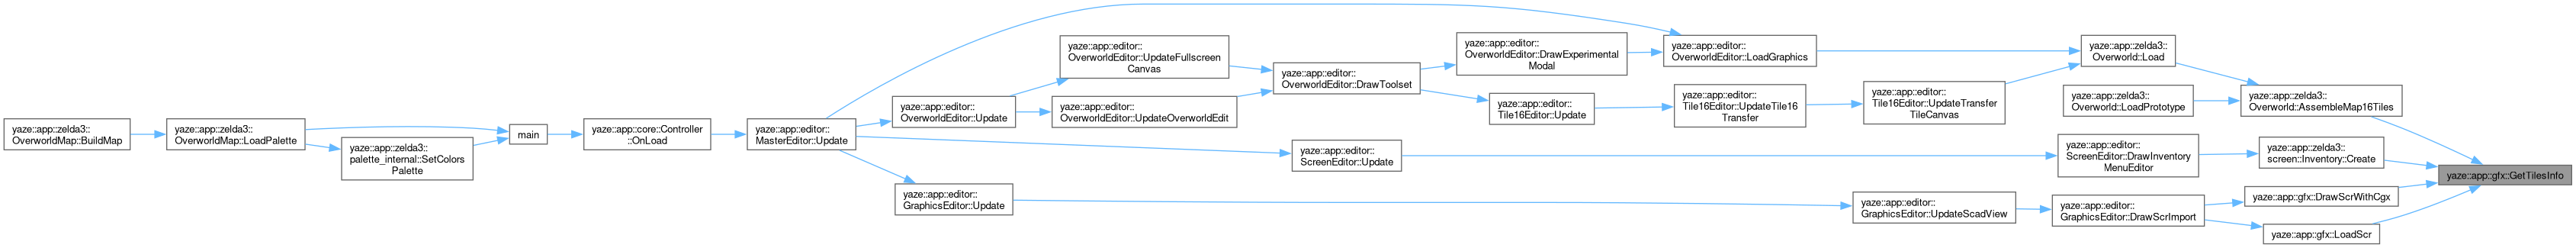 yaze::app::zelda3::
OverworldMap::BuildMap
yaze::app::zelda3::
OverworldMap::LoadPalette
yaze::app::zelda3::
palette_internal::SetColors
Palette
main
yaze::app::core::Controller
::OnLoad
yaze::app::editor::
MasterEditor::Update
yaze::app::editor::
OverworldEditor::Update
yaze::app::editor::
GraphicsEditor::Update
yaze::app::editor::
OverworldEditor::UpdateFullscreen
Canvas
yaze::app::editor::
OverworldEditor::UpdateOverworldEdit
yaze::app::editor::
OverworldEditor::DrawToolset
yaze::app::editor::
ScreenEditor::Update
yaze::app::editor::
OverworldEditor::DrawExperimental
Modal
yaze::app::editor::
Tile16Editor::Update
yaze::app::editor::
OverworldEditor::LoadGraphics
yaze::app::editor::
Tile16Editor::UpdateTile16
Transfer
yaze::app::editor::
Tile16Editor::UpdateTransfer
TileCanvas
yaze::app::editor::
GraphicsEditor::UpdateScadView
yaze::app::zelda3::
Overworld::Load
yaze::app::zelda3::
Overworld::LoadPrototype
yaze::app::editor::
ScreenEditor::DrawInventory
MenuEditor
yaze::app::editor::
GraphicsEditor::DrawScrImport
yaze::app::zelda3::
Overworld::AssembleMap16Tiles
yaze::app::zelda3::
screen::Inventory::Create
yaze::app::gfx::DrawScrWithCgx
yaze::app::gfx::LoadScr
yaze::app::gfx::GetTilesInfo